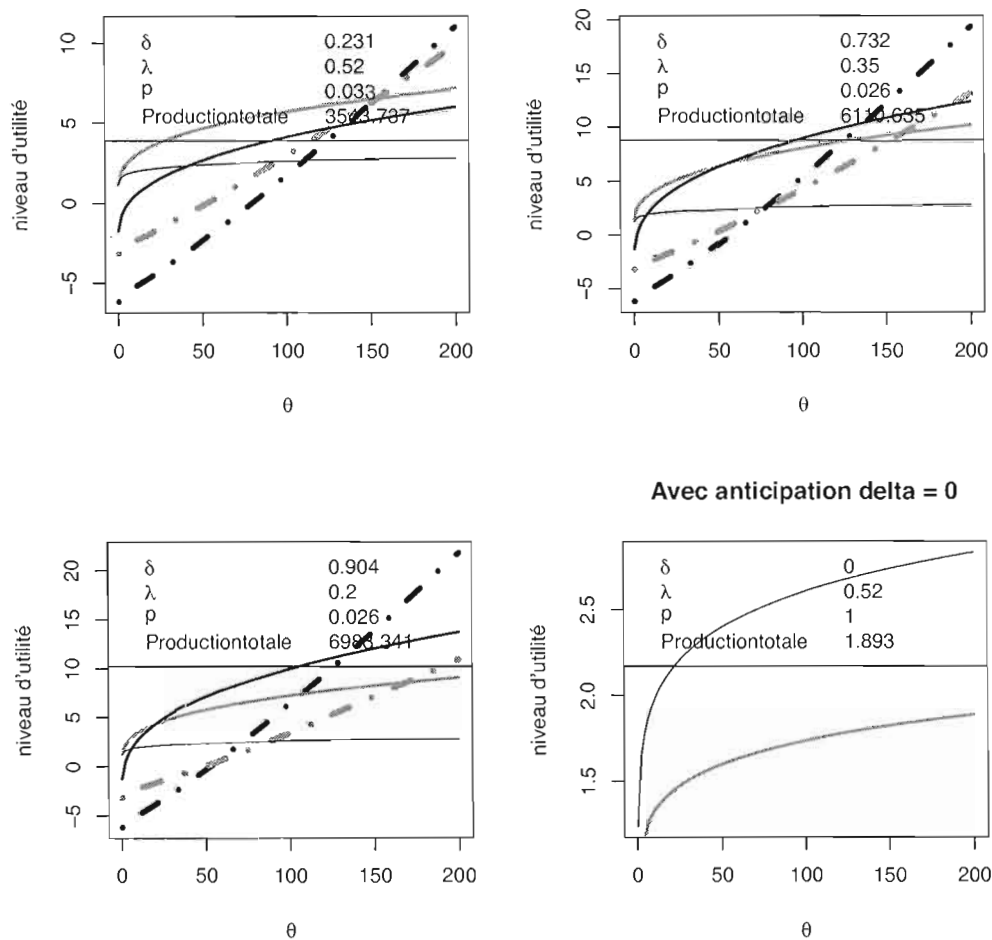 δ 0.231
λ 0.52
p 0.033
Productiontotale
niveau d'utilité
−5 0 5 10
0 50 100 150 200
θ
δ 0.732
λ 0.35
p 0.026
Productiontotale
niveau d'utilité
−5 0 5 10 15 20
0 50 100 150 200
θ
δ 0.904
λ 0.2
p 0.026
Productiontotale
niveau d'utilité
−5 0 5 10 15 20
0 50 100 150 200
θ
Avec anticipation delta = 0
δ 0
λ 0.52
p 1
Productiontotale 1.893
niveau d'utilité
1.5 2.0 2.5
0 50 100 150 200
θ